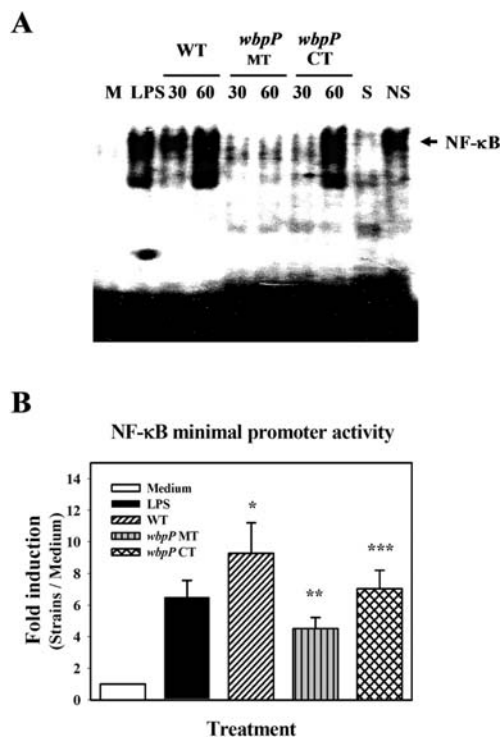 A
WT wbpP MT wbpP CT
M LPS 30 60 30 60 30 60 S NS
NF-κB
B
NF-κB minimal promoter activity
Fold induction
(Strains / Medium)
14
12
10
8
6
4
2
0
Medium
LPS
WT
wbpP MT
wbpP CT
*
**
***
Treatment